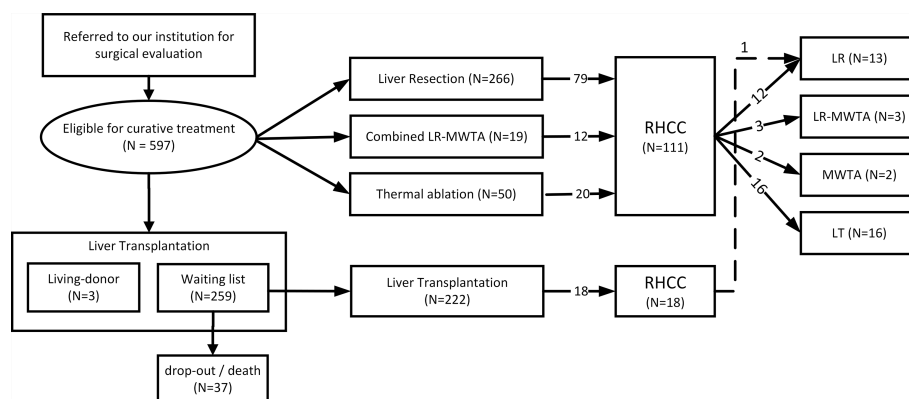 Referred to our institution for
surgical evaluation
Eligible for curative treatment
(N = 597)
Liver Transplantation
Living-donor
(N=3)
Waiting list
(N=259)
drop-out / death
(N=37)
Liver Resection (N=266)
79
Combined LR-MWTA (N=19)
12
Thermal ablation (N=50)
20
Liver Transplantation
(N=222)
18
RHCC
(N=111)
RHCC
(N=18)
1
12
3
2
16
LR (N=13)
LR-MWTA (N=3)
MWTA (N=2)
LT (N=16)